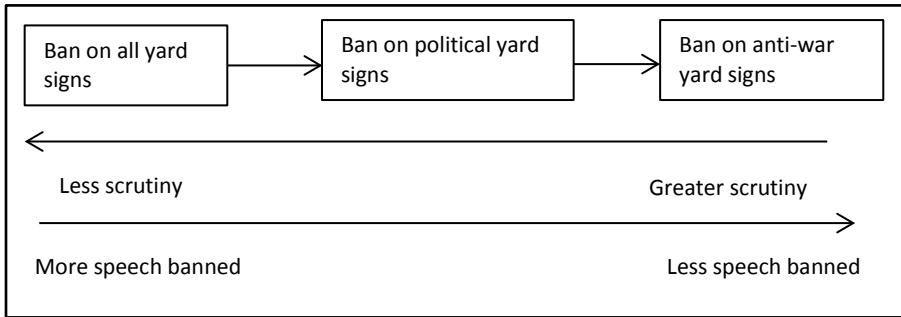 Ban on all yard
signs
Ban on political yard
signs
Ban on anti-war
yard signs
Less scrutiny
Greater scrutiny
More speech banned
Less speech banned